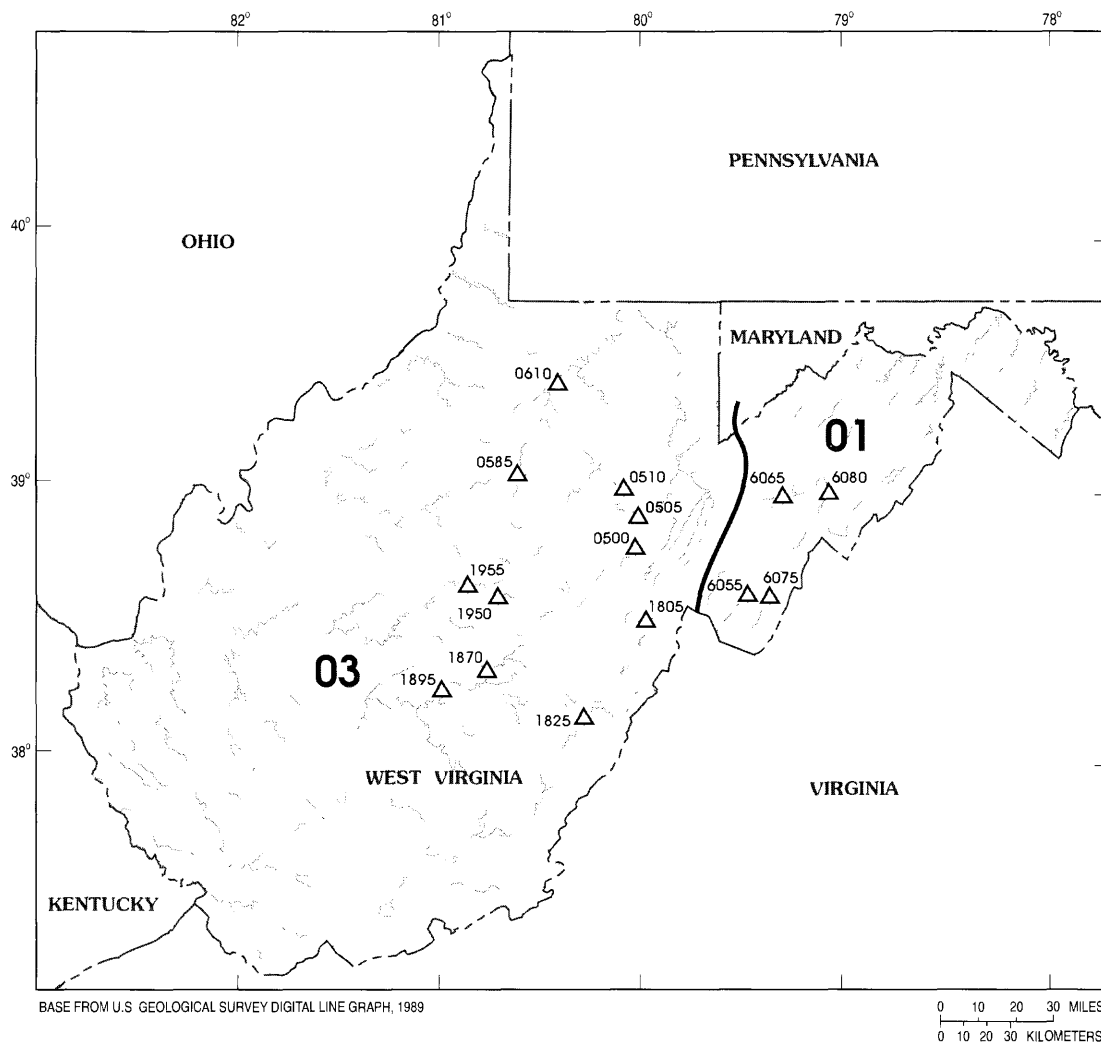 82° 81° 80° 79° 78°
PENNSYLVANIA
40°
OHIO
MARYLAND
0610
01
39°
0585
0510
6065
6080
0505
0500
1955
6055
6075
1950
1805
1870
03
1895
1825
38°
WEST VIRGINIA
VIRGINIA
KENTUCKY
BASE FROM U.S GEOLOGICAL SURVEY DIGITAL LINE GRAPH, 1989
0 10 20 30 MILES
0 10 20 30 KILOMETERS